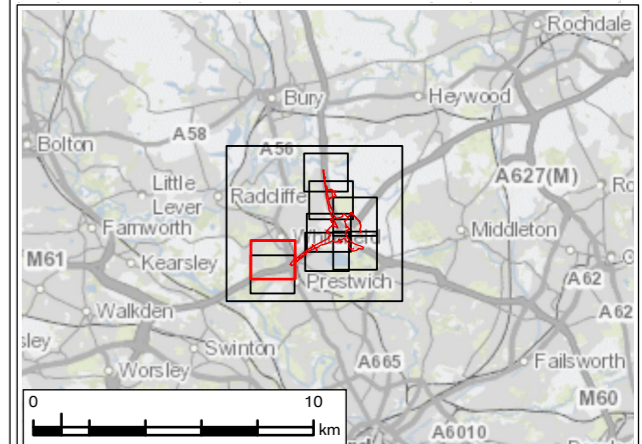 Rochdale
Bury
Heywood
Bolton
A58
A56
A627(M)
Little
Lever
Radcliffe
Farnworth
Middleton
M61
Kearsley
A62
Prestwich
Walkden
A62
Swinton
A665
Failsworth
Worsley
M60
0
10
km
A6010